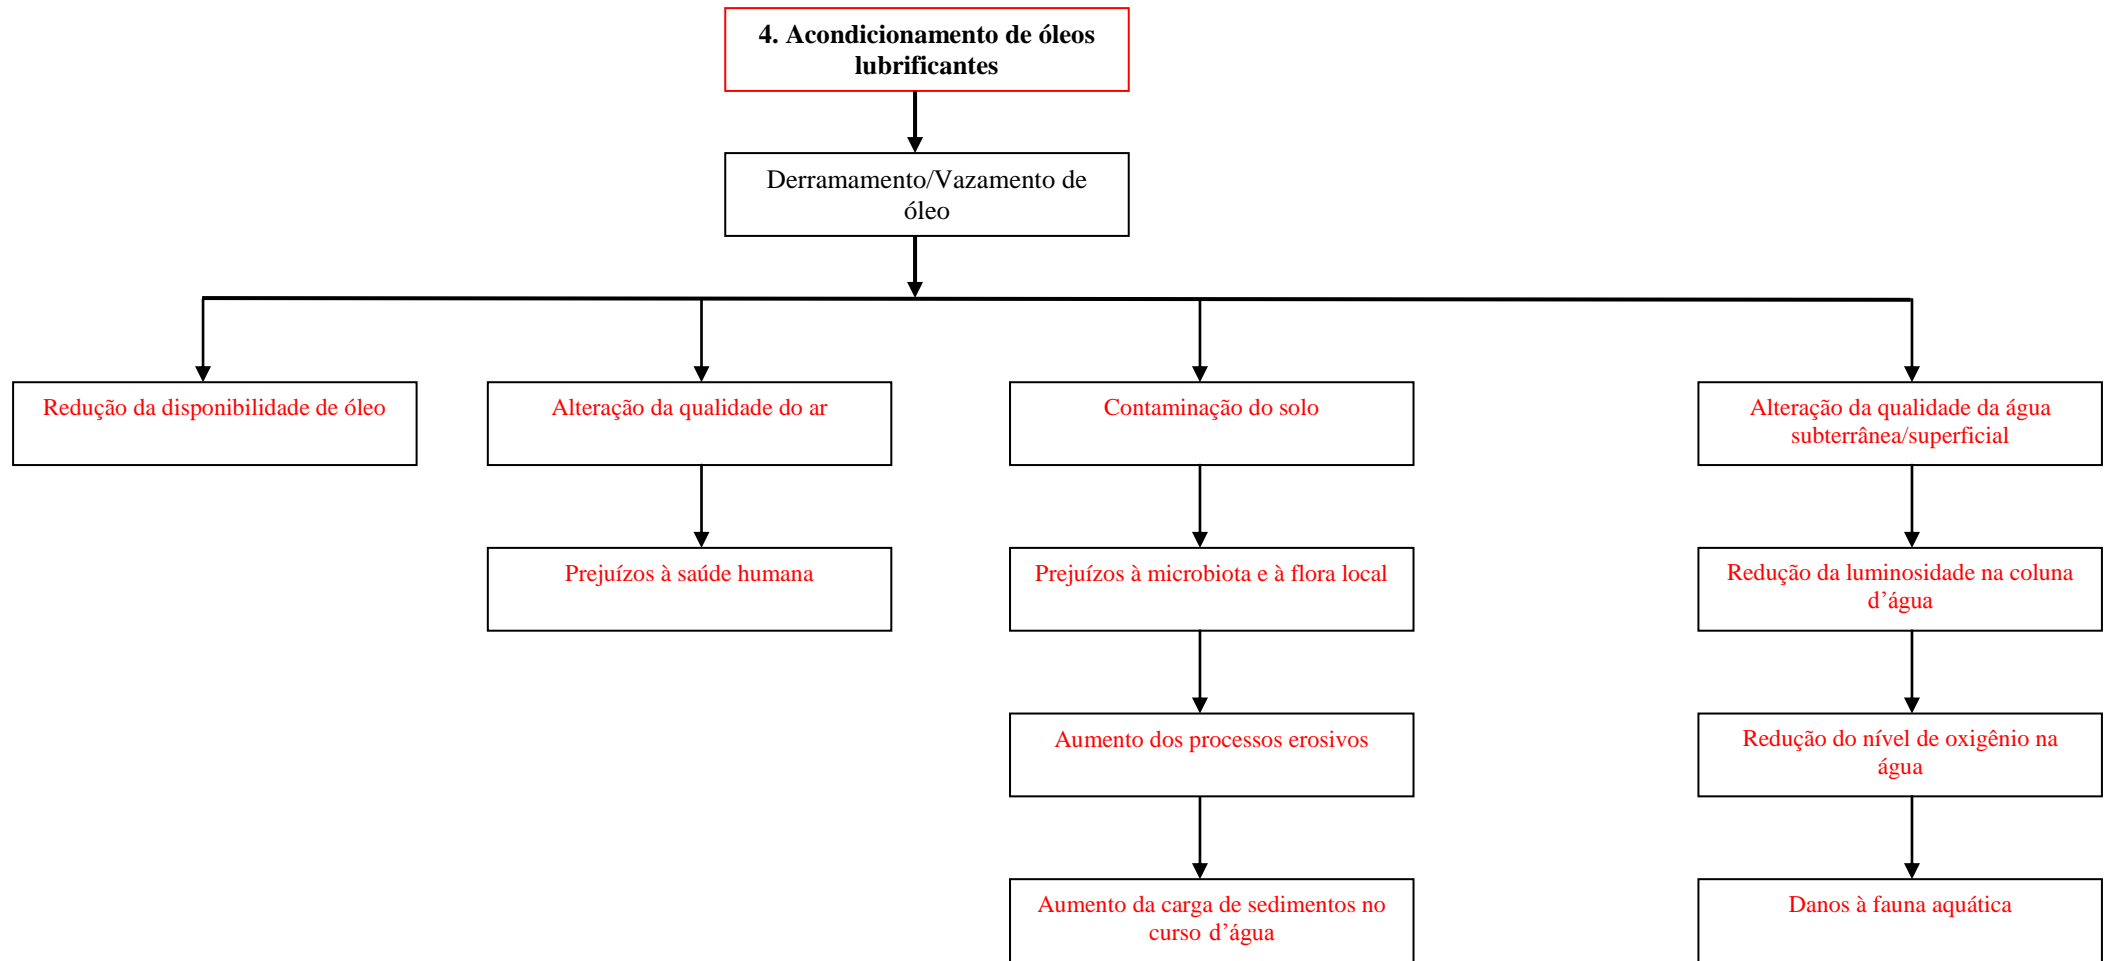 4. Acondicionamento de óleos
lubrificantes
Derramamento/Vazamento de
óleo
Redução da disponibilidade de óleo
Alteração da qualidade do ar
Contaminação do solo
Alteração da qualidade da água
subterrânea/superficial
Prejuízos à saúde humana
Prejuízos à microbiota e à flora local
Redução da luminosidade na coluna
d’água
Aumento dos processos erosivos
Redução do nível de oxigênio na
água
Aumento da carga de sedimentos no
curso d’água
Danos à fauna aquática